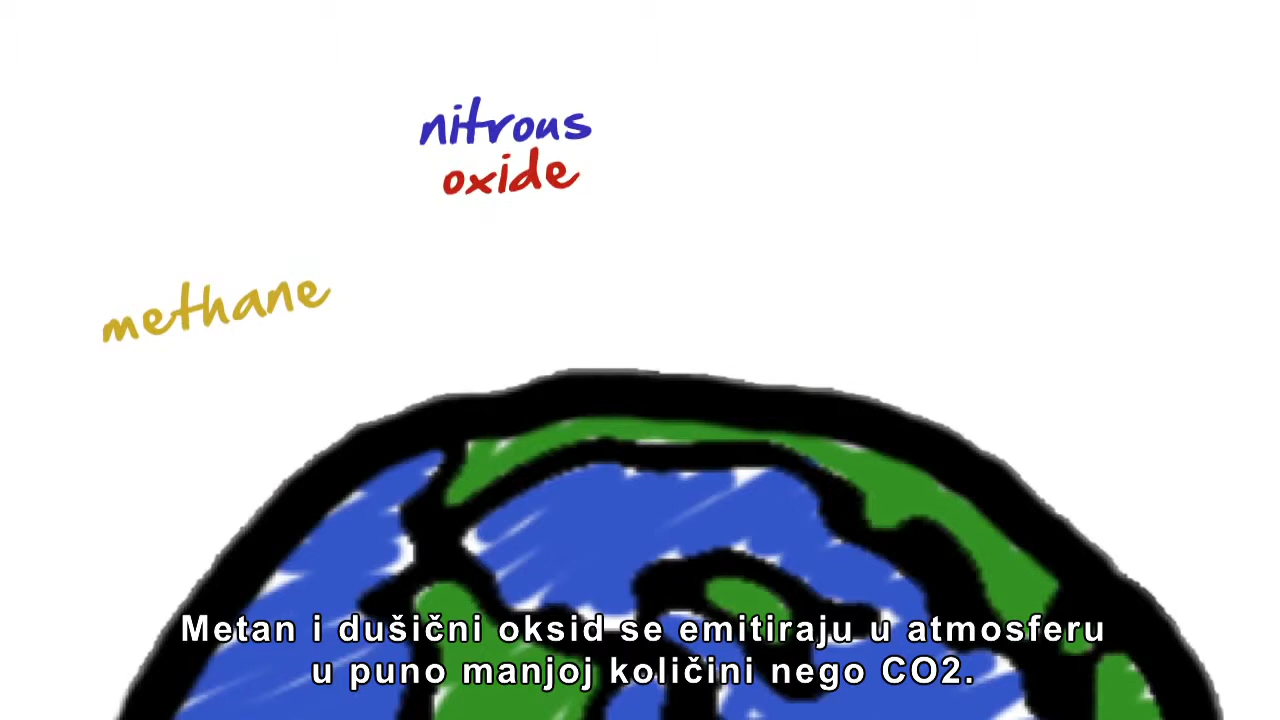 nitrous
oxide
methane
Metan i dušični oksid se emitiraju u atmosferu
u puno manjoj količini nego CO2.